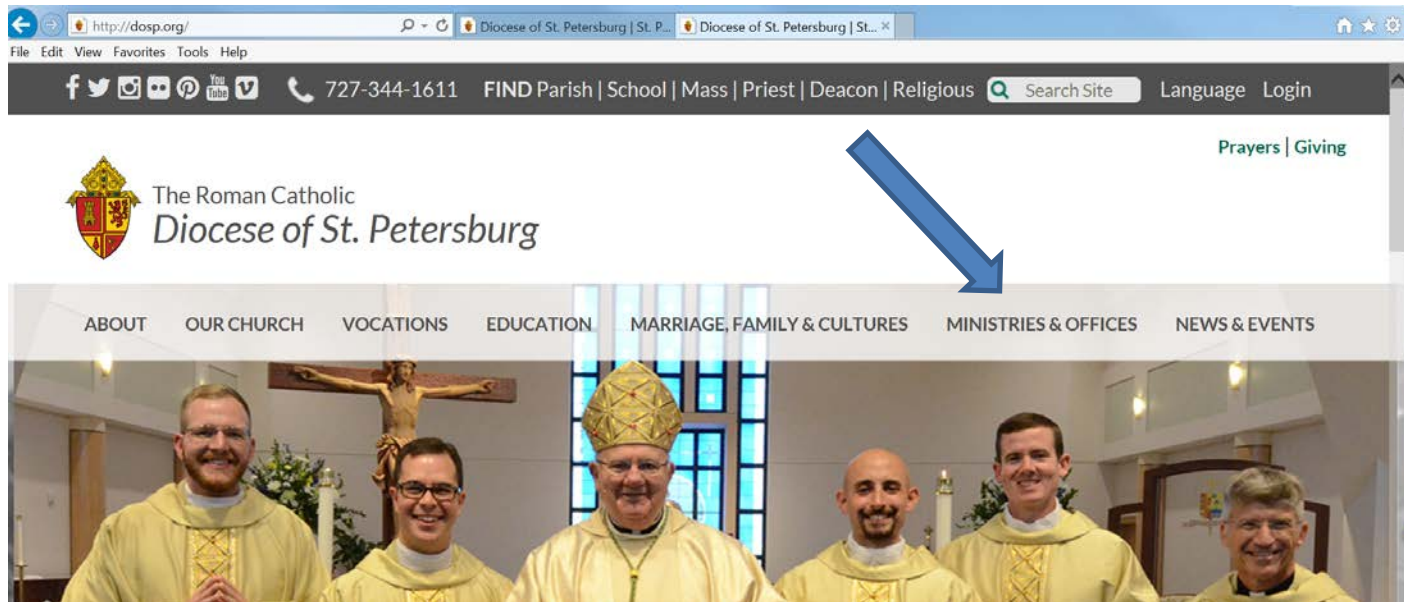 http://dosp.org/
Diocese of St. Petersburg | St. P...
Diocese of St. Petersburg | St...
File Edit View Favorites Tools Help
727-344-1611 FIND Parish | School | Mass | Priest | Deacon | Religious Search Site Language Login
You
Tube
Prayers | Giving
The Roman Catholic
Diocese of St. Petersburg
ABOUT OUR CHURCH VOCATIONS EDUCATION MARRIAGE, FAMILY & CULTURES MINISTRIES & OFFICES NEWS & EVENTS